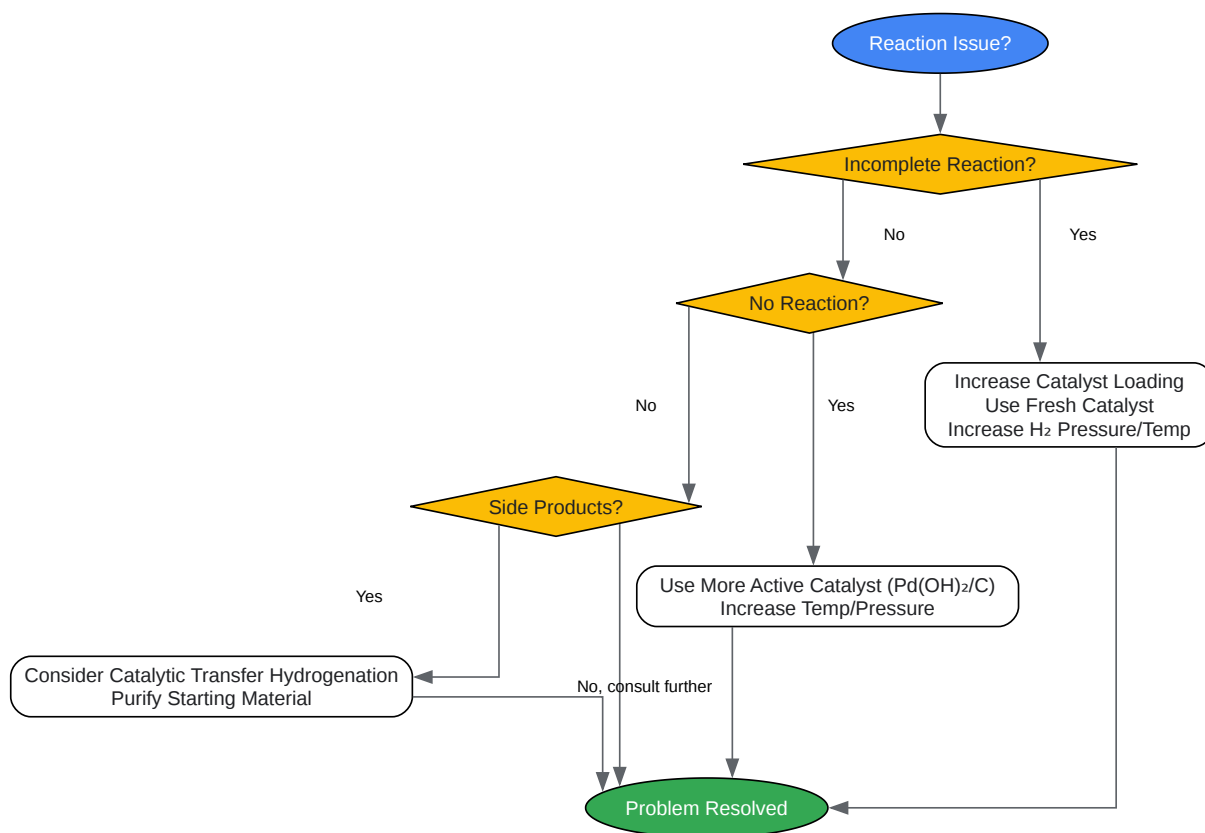 Reaction Issue?
Incomplete Reaction?
No
Yes
No Reaction?
Increase Catalyst Loading
Use Fresh Catalyst
Increase H₂ Pressure/Temp
No
Yes
Side Products?
Use More Active Catalyst (Pd(OH)₂/C)
Increase Temp/Pressure
Yes
Consider Catalytic Transfer Hydrogenation
Purify Starting Material
No, consult further
Problem Resolved